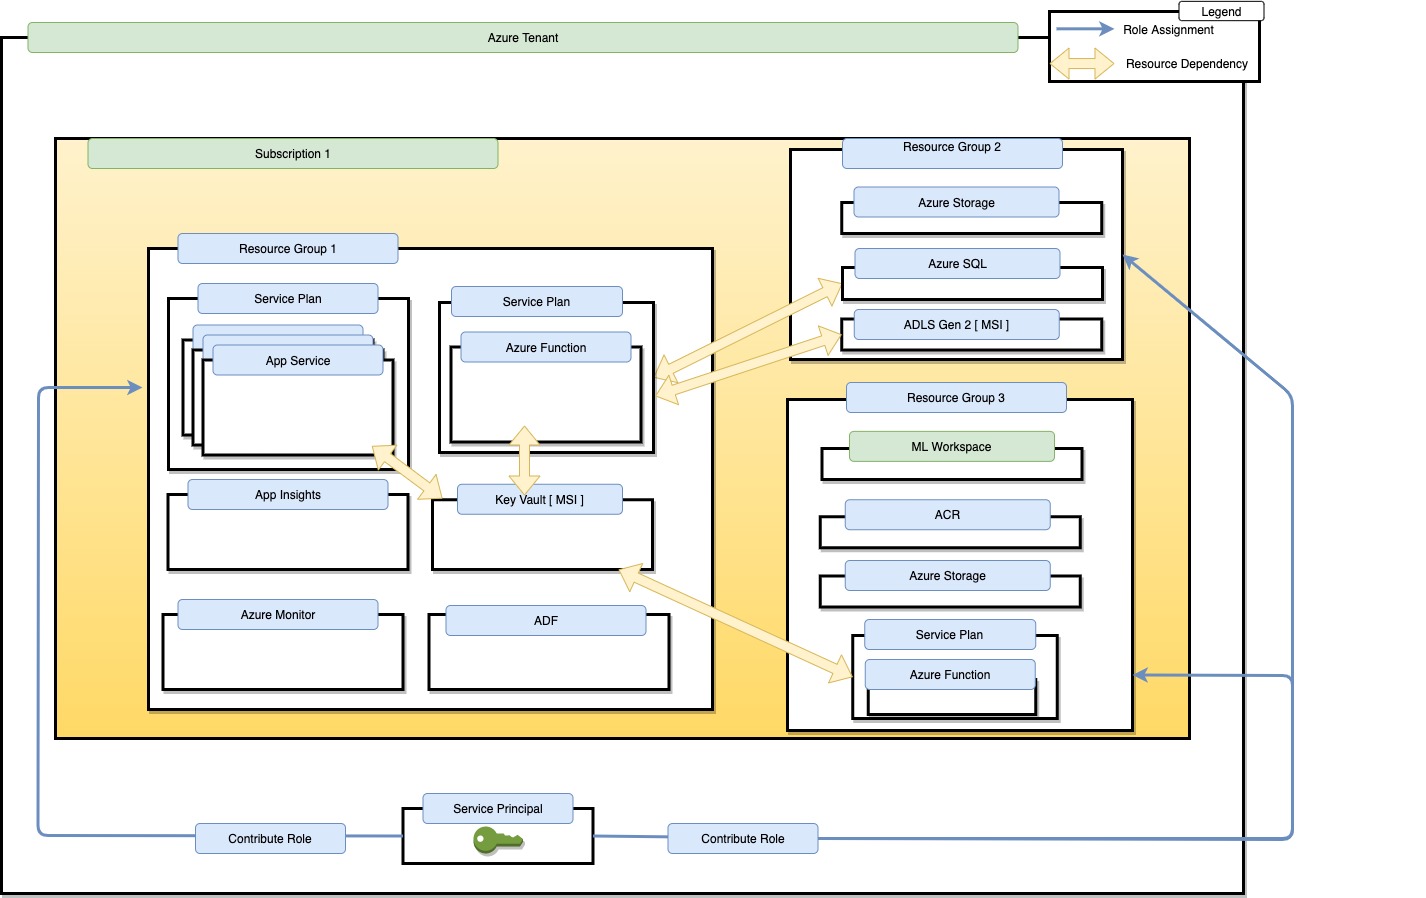 Legend
Role Assignment
Resource Dependency
Azure Tenant
Subscription 1
Resource Group 1
Service Plan
App Service
Service Plan
Azure Function
App Insights
Key Vault [ MSI ]
Azure Monitor
ADF
Resource Group 2
Azure Storage
Azure SQL
ADLS Gen 2 [ MSI ]
Resource Group 3
ML Workspace
ACR
Azure Storage
Service Plan
Azure Function
Service Principal
Contribute Role
Contribute Role